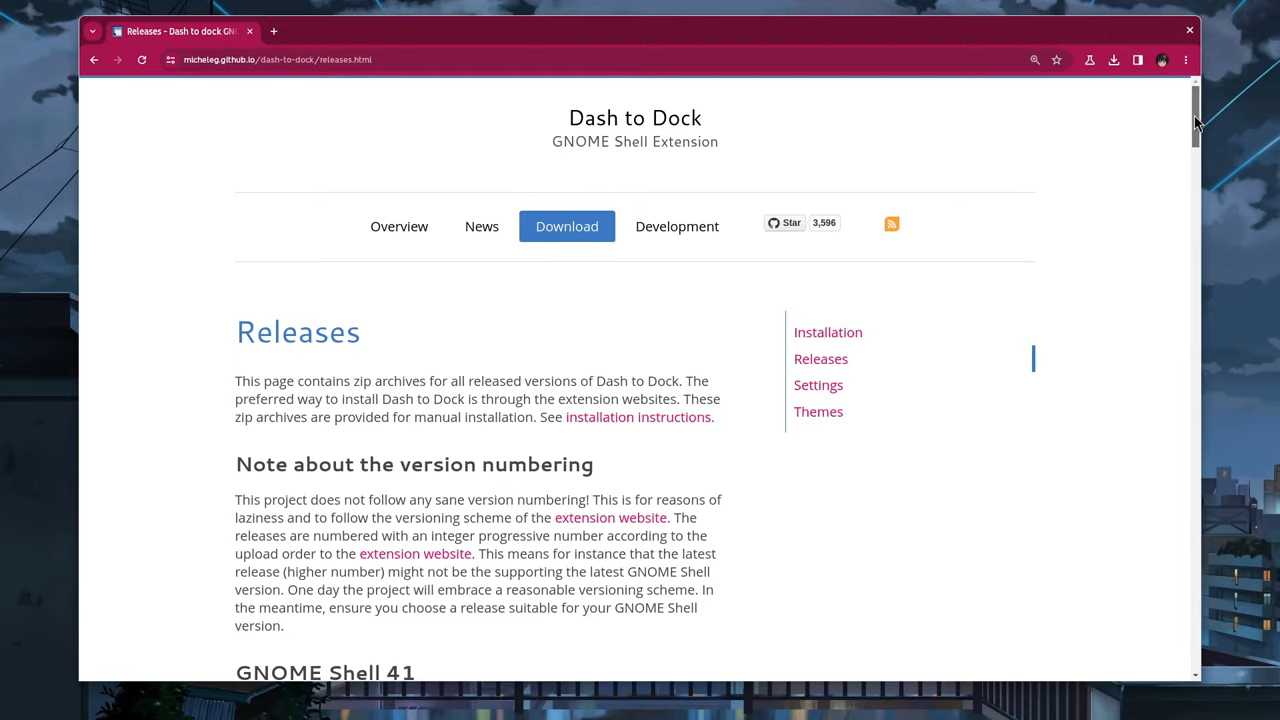 Releases - Dash to dock GN
micheleg.github.io/dash-to-dock/releases.html
Dash to Dock
GNOME Shell Extension
Overview News Download Development Star 3,596
Releases
This page contains zip archives for all released versions of Dash to Dock. The
preferred way to install Dash to Dock is through the extension websites. These
zip archives are provided for manual installation. See installation instructions.
Note about the version numbering
This project does not follow any sane version numbering! This is for reasons of
laziness and to follow the versioning scheme of the extension website. The
releases are numbered with an integer progressive number according to the
upload order to the extension website. This means for instance that the latest
release (higher number) might not be the supporting the latest GNOME Shell
version. One day the project will embrace a reasonable versioning scheme. In
the meantime, ensure you choose a release suitable for your GNOME Shell
version.
GNOME Shell 41
Installation
Releases
Settings
Themes